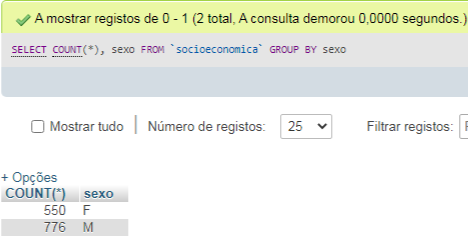 A mostrar registos de 0 - 1 (2 total, A consulta demorou 0,0000 segundos.)
SELECT COUNT(*), sexo FROM `socioeconomica` GROUP BY sexo
Mostrar tudo | Número de registos: 25 Filtrar registos:
+ Opções
COUNT(*) sexo
550 F
776 M